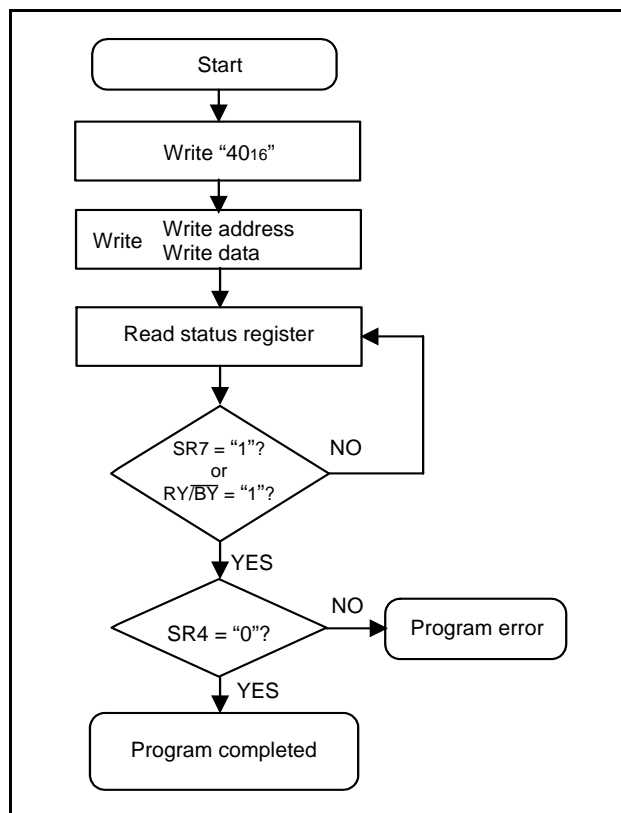 Start
Write “4016”
Write Write address
Write data
Read status register
SR7 = “1”?
or
RY/BY = “1”?
NO
YES
SR4 = “0”?
NO
Program error
YES
Program completed